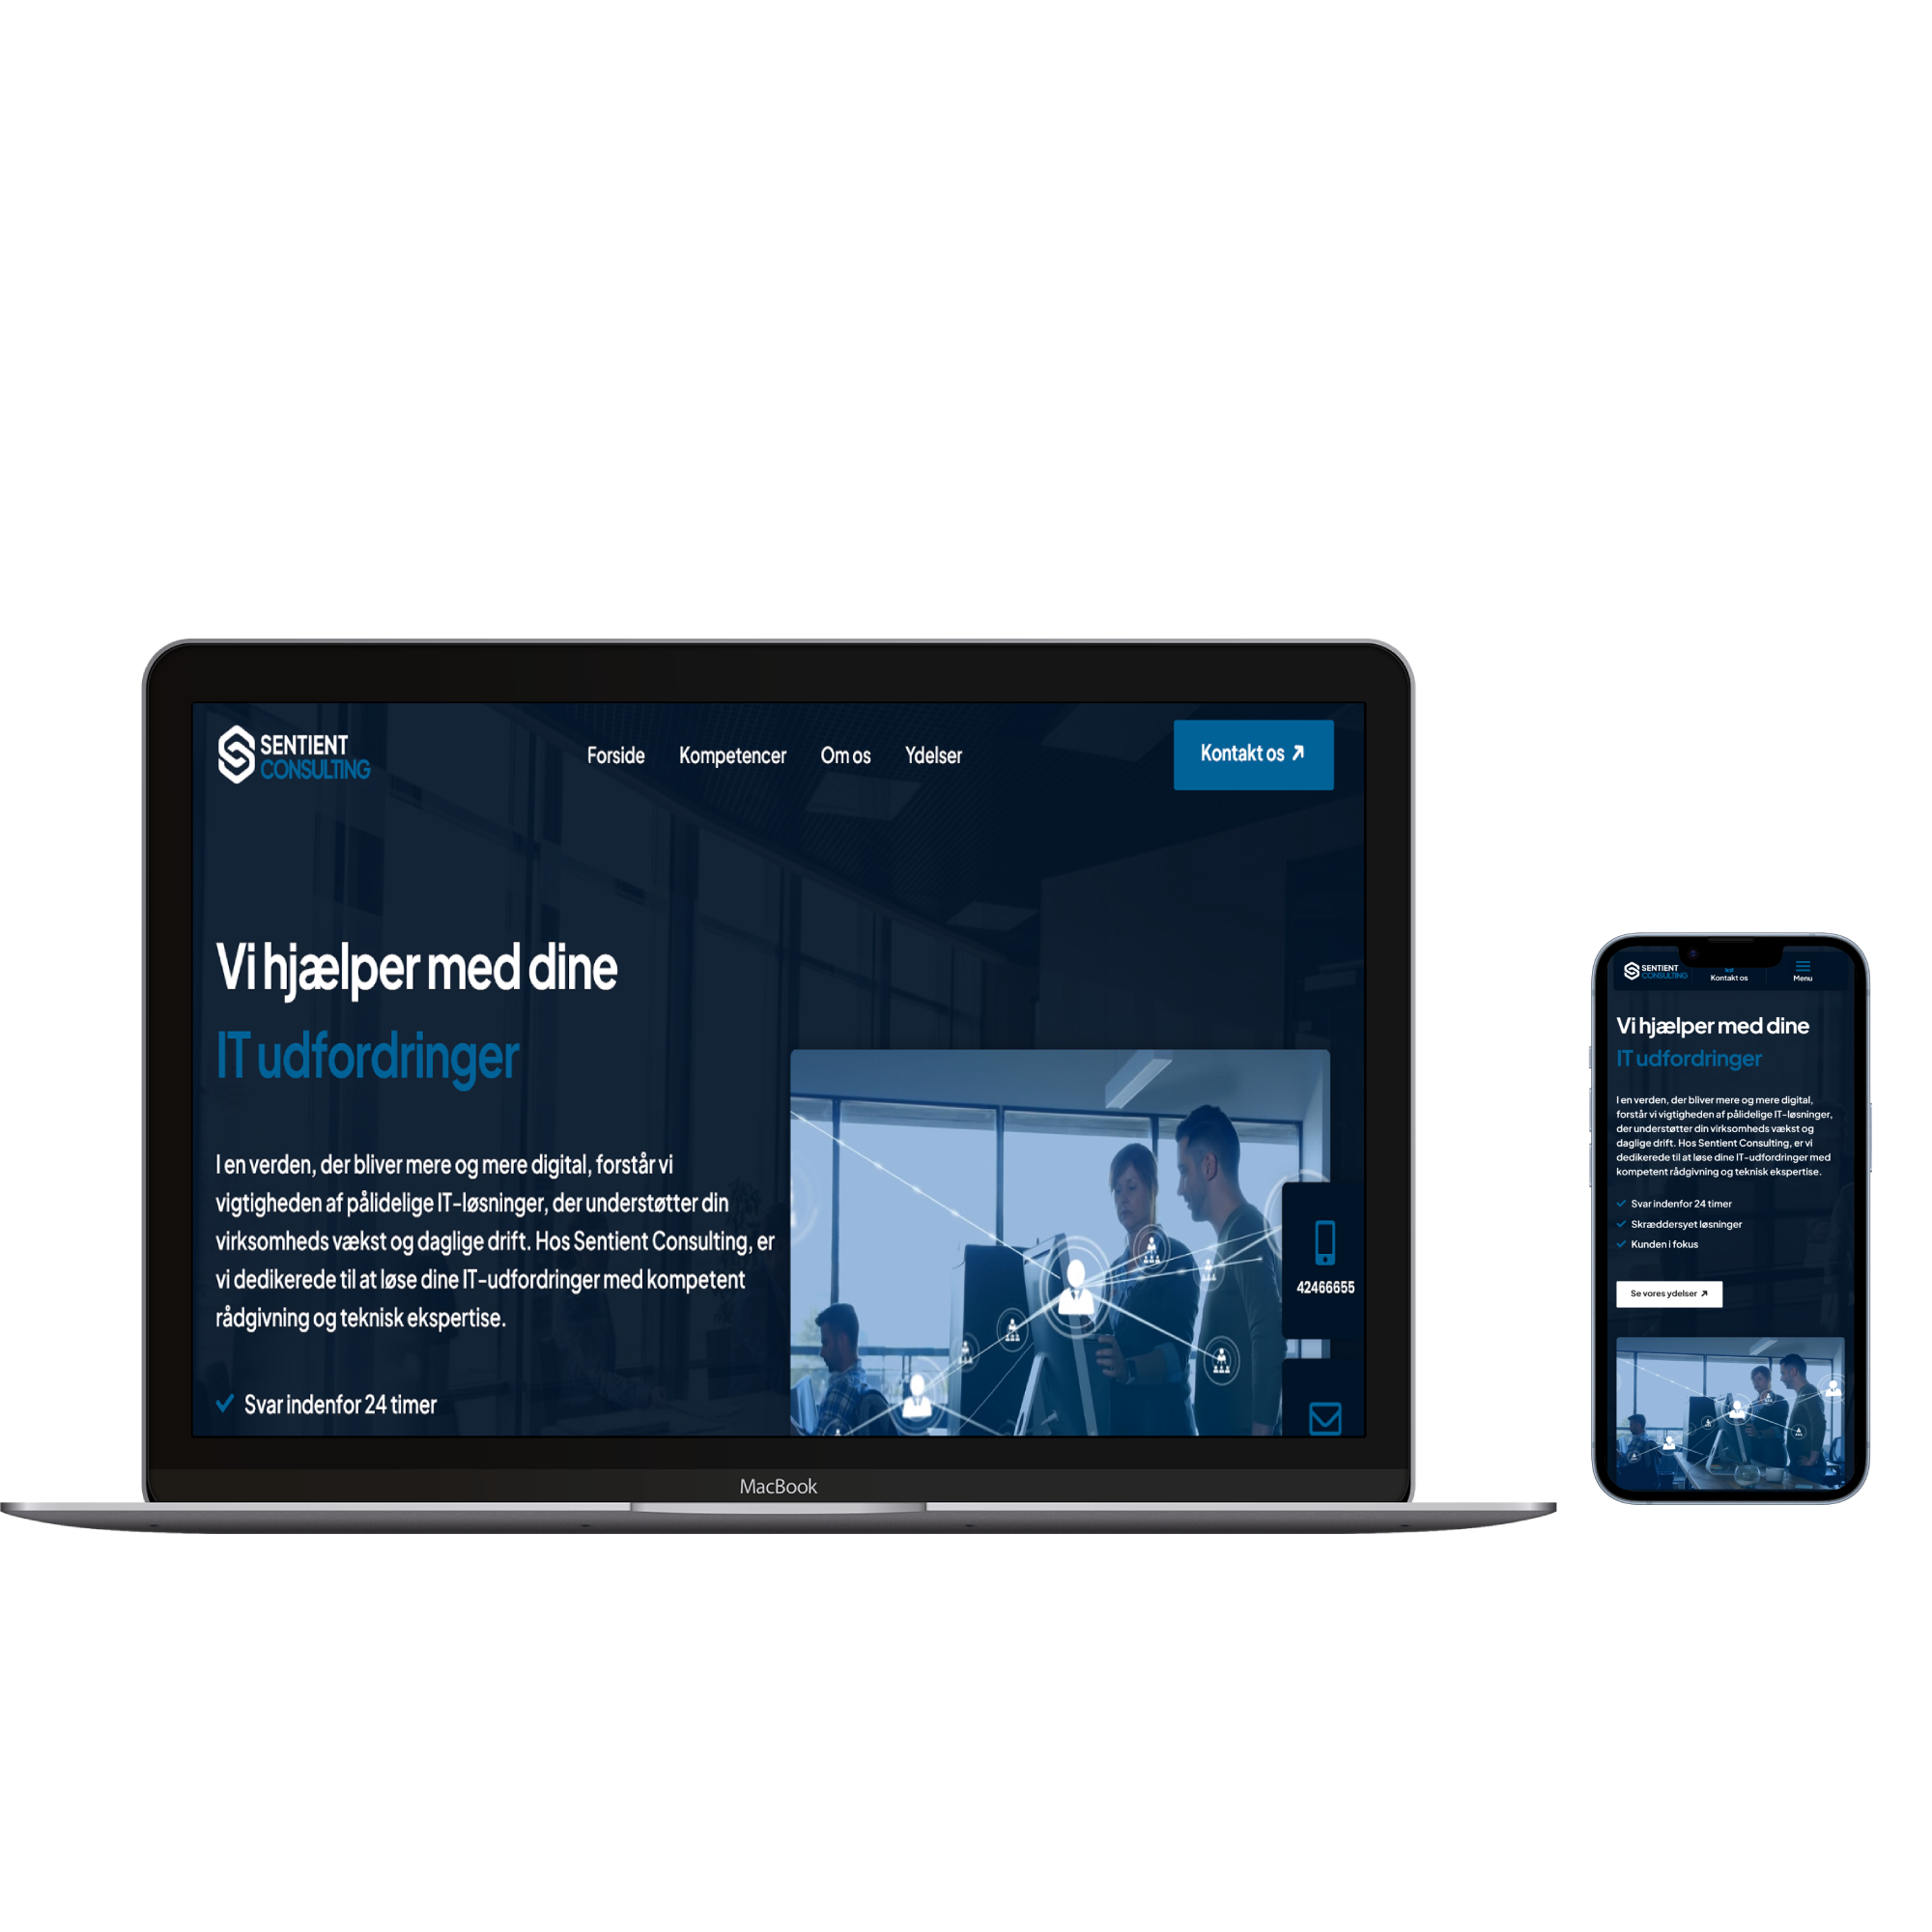 SENTIENT
CONSULTING
Forside Kompetencer Om os Ydelser
Kontakt os
Vi hjælper med dine
IT udfordringer
I en verden, der bliver mere og mere digital, forstår vi
vigtigheden af pålidelige IT-løsninger, der understøtter din
virksomheds vækst og daglige drift. Hos Sentient Consulting, er
vi dedikerede til at løse dine IT-udfordringer med kompetent
rådgivning og teknisk ekspertise.
Svar indenfor 24 timer
42466655
MacBook
SENTIENT
CONSULTING
Kontakt os
Menu
Vi hjælper med dine
IT udfordringer
I en verden, der bliver mere og mere digital,
forstår vi vigtigheden af pålidelige IT-løsninger,
der understøtter din virksomheds vækst og
daglige drift. Hos Sentient Consulting, er vi
dedikerede til at løse dine IT-udfordringer med
kompetent rådgivning og teknisk ekspertise.
Svar indenfor 24 timer
Skræddersyet løsninger
Kunden i fokus
Se vores ydelser